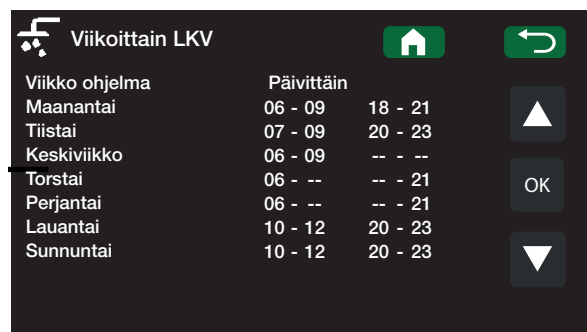 Viikoittain LKV
Viikko ohjelma Päivittäin
Maanantai 06 - 09 18 - 21
Tiistai 07 - 09 20 - 23
Keskiviikko 06 - 09 -- - --
Torstai 06 - -- -- - 21
Perjantai 06 - -- -- - 21
Lauantai 10 - 12 20 - 23
Sunnuntai 10 - 12 20 - 23
OK